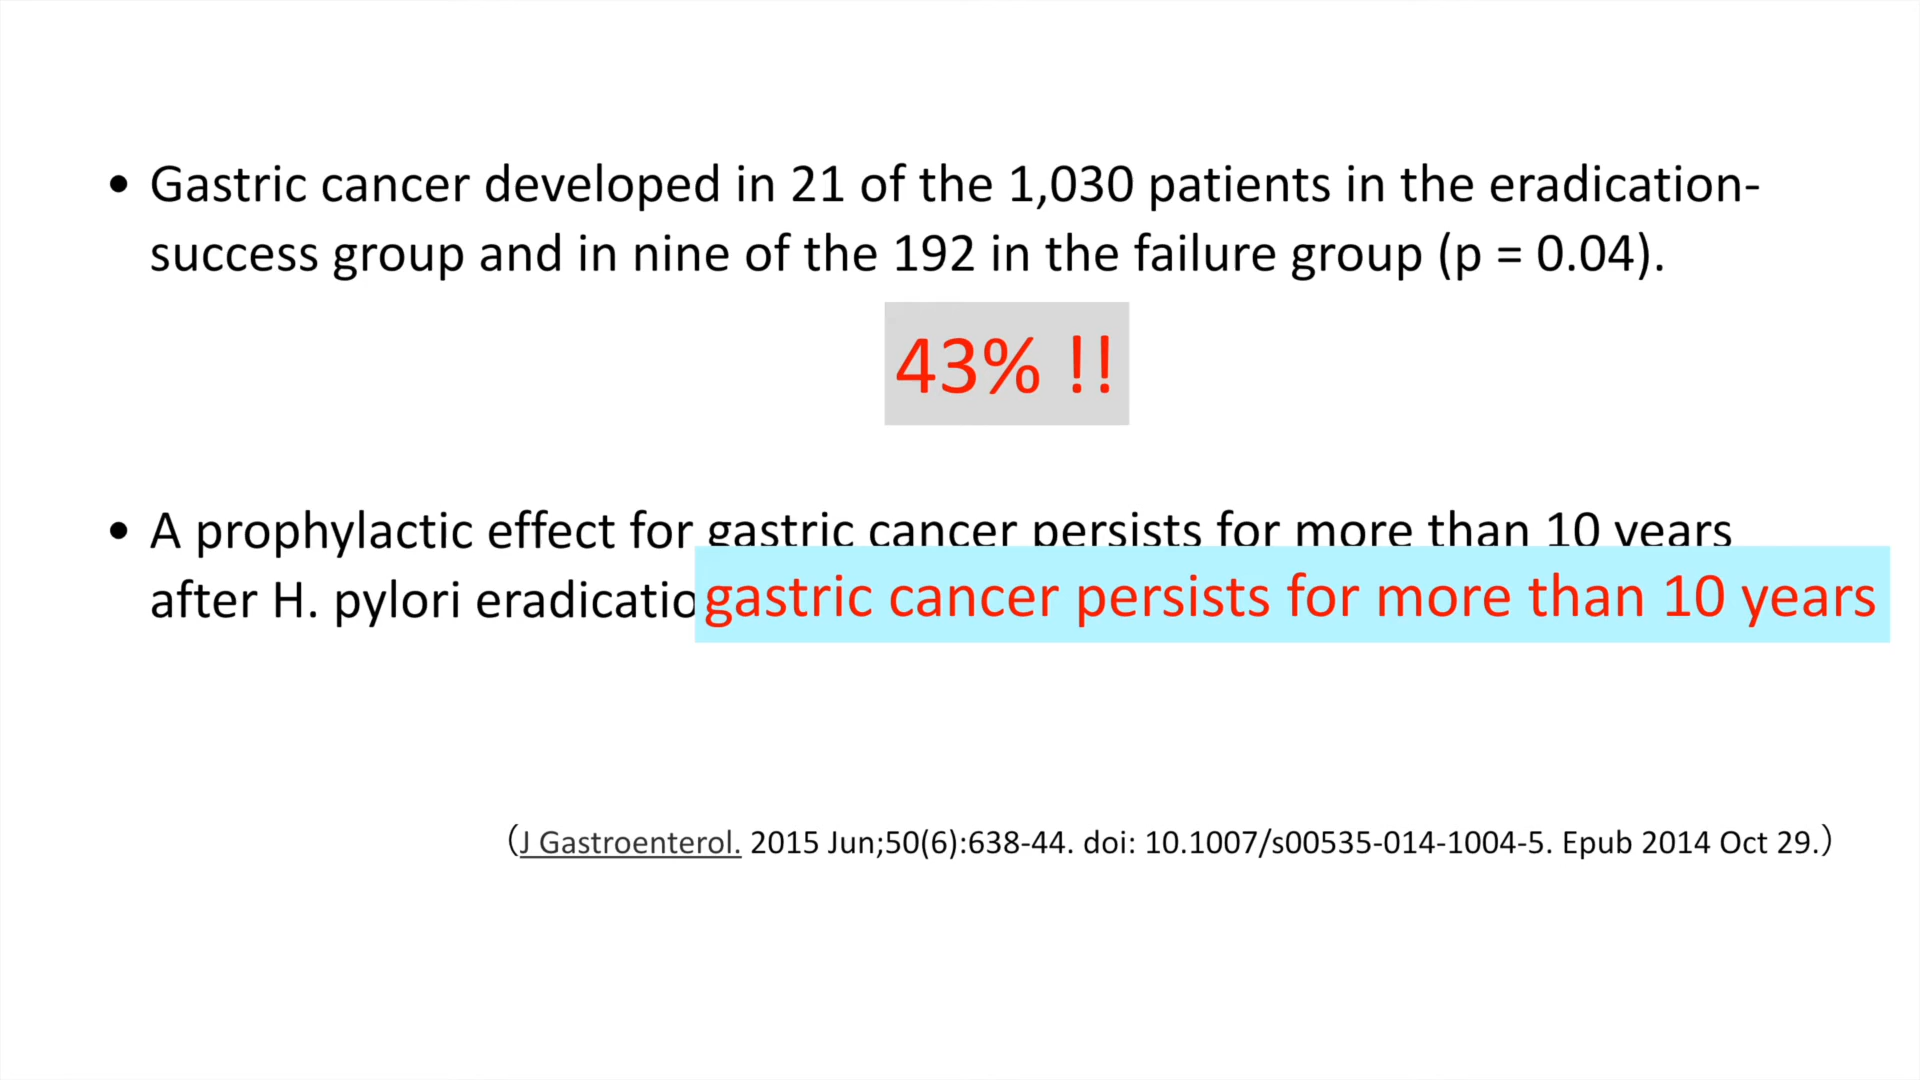 • Gastric cancer developed in 21 of the 1,030 patients in the eradication-
success group and in nine of the 192 in the failure group (p = 0.04).
43% !!
• A prophylactic effect for gastric cancer persists for more than 10 years
after H. pylori eradicatio
gastric cancer persists for more than 10 years
(J Gastroenterol. 2015 Jun;50(6):638-44. doi: 10.1007/s00535-014-1004-5. Epub 2014 Oct 29.)